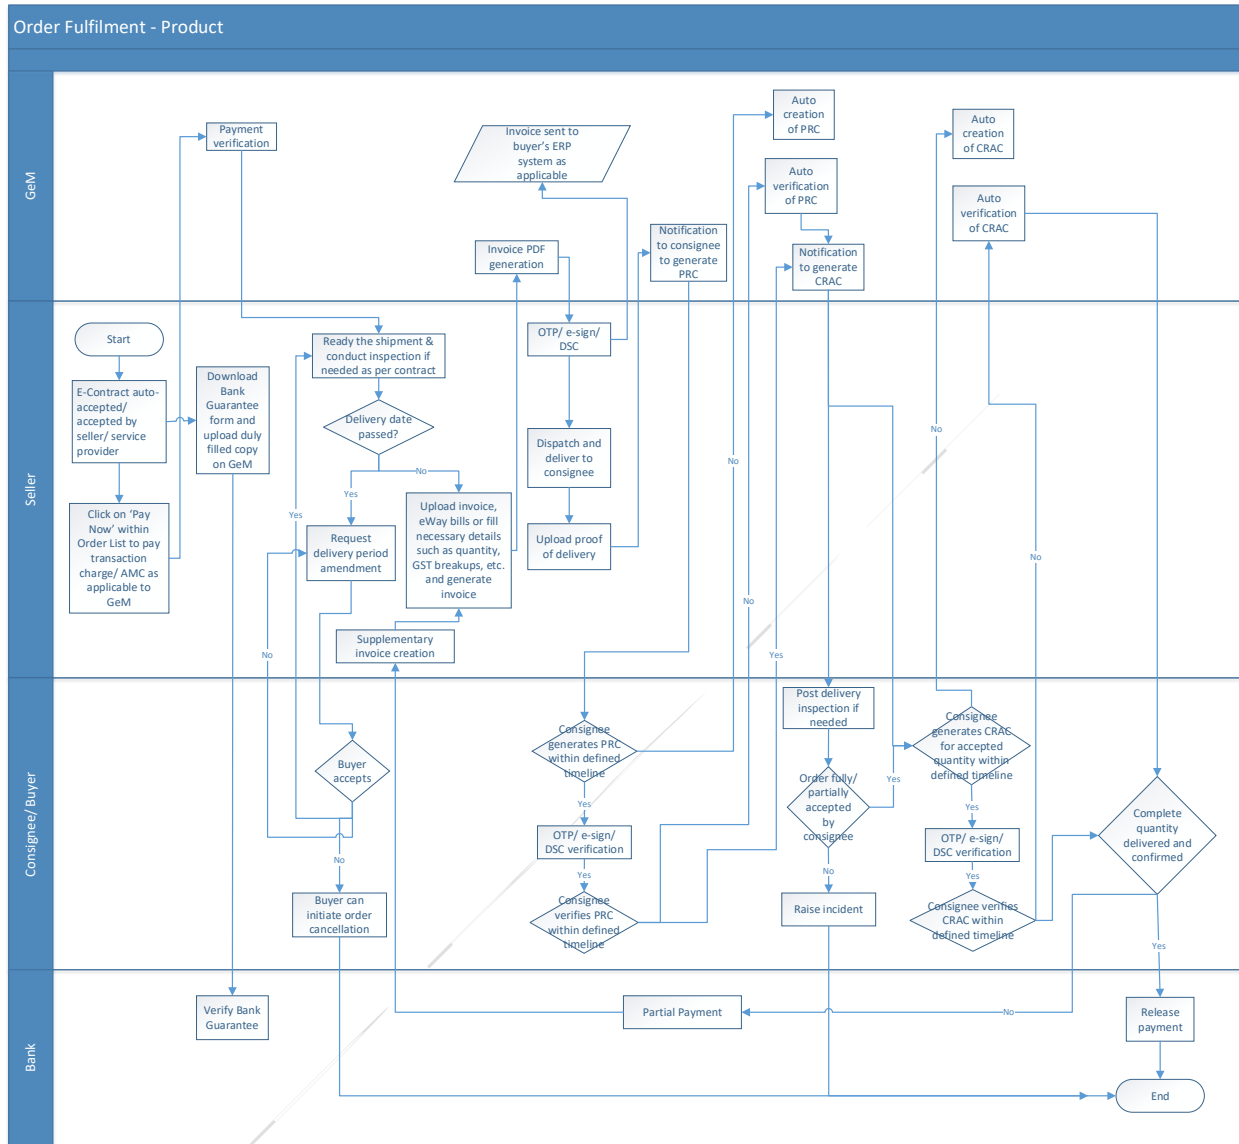 Order Fulfilment - Product
GeM
Payment
verification
Invoice sent to
buyer's ERP
system as
applicable
Invoice PDF
generation
Notification
to consignee
to generate
PRC
Auto
creation
of PRC
Auto
verification
of PRC
Notification
to generate
CRAC
Auto
creation
of CRAC
Auto
verification
of CRAC
Seller
Start
E-Contract auto-
accepted/
accepted by
seller/ service
provider
Click on ‘Pay
Now’ within
Order List to pay
transaction
charge/ AMC as
applicable to
GeM
Download
Bank
Guarantee
form and
upload duly
filled copy
on GeM
Ready the shipment &
conduct inspection if
needed as per contract
Delivery date
passed?
No
Yes
Yes
Request
delivery period
amendment
Upload invoice,
eWay bills or fill
necessary details
such as quantity,
GST breakups, etc.
and generate
invoice
Supplementary
invoice creation
No
OTP/ e-sign/
DSC
Dispatch and
deliver to
consignee
Upload proof
of delivery
No
No
Yes
No
No
Consignee/ Buyer
Buyer
accepts
No
Buyer can
initiate order
cancellation
Consignee
generates PRC
within defined
timeline
Yes
OTP/ e-sign/
DSC verification
Yes
Consignee
verifies PRC
within defined
timeline
Post delivery
inspection if
needed
Order fully/
partially
accepted
by
consignee
Yes
No
Raise incident
Consignee
generates CRAC
for accepted
quantity within
defined timeline
Yes
OTP/ e-sign/
DSC verification
Yes
Consignee verifies
CRAC within
defined timeline
Complete
quantity
delivered and
confirmed
Yes
Bank
Verify Bank
Guarantee
Partial Payment
No
Release
payment
End